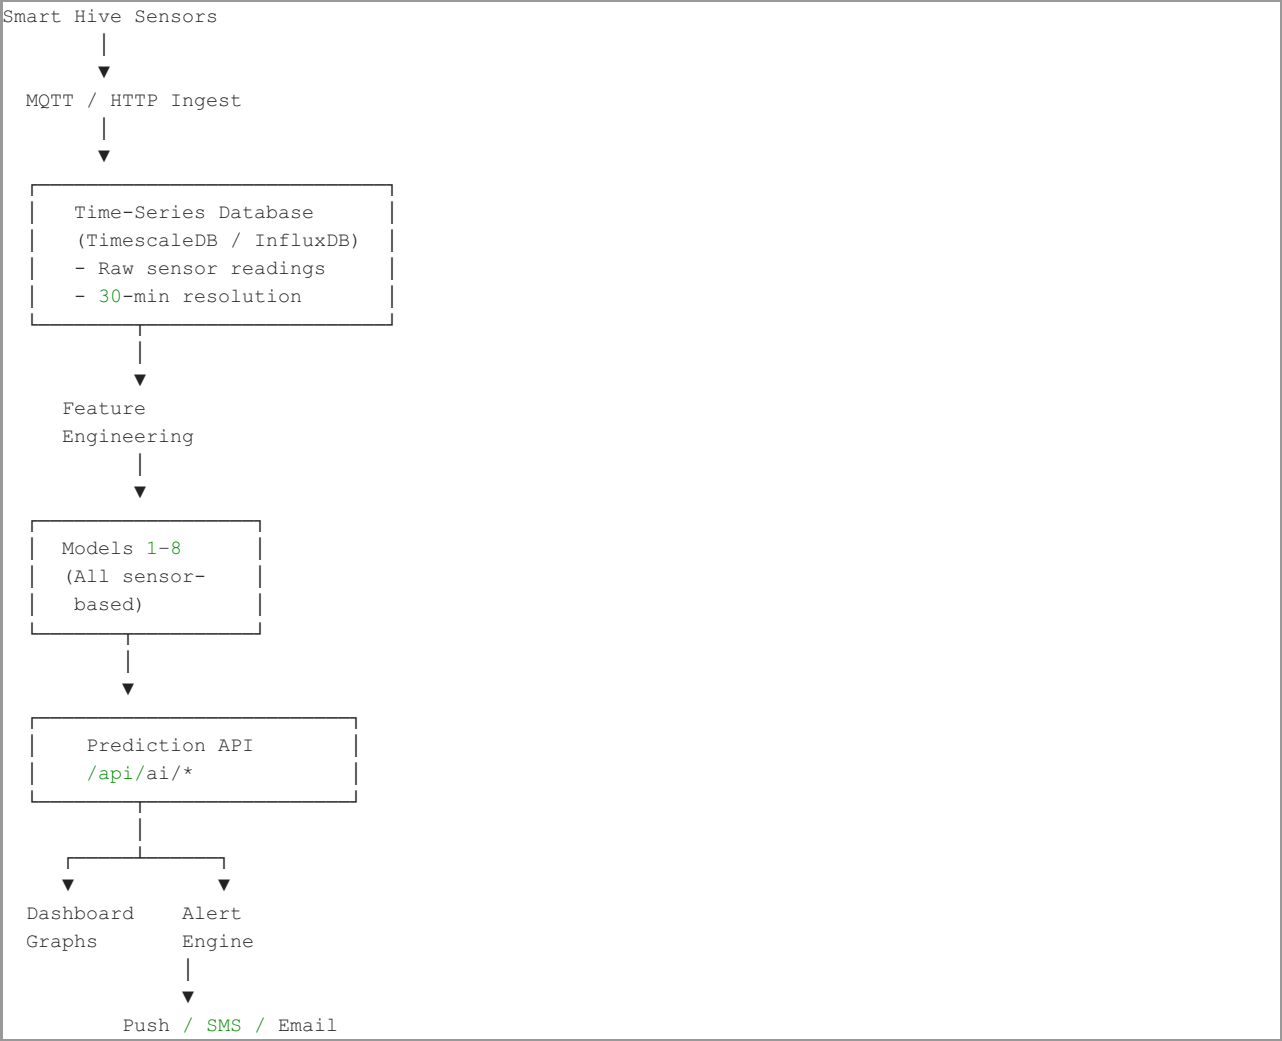 Smart Hive Sensors
MQTT / HTTP Ingest
Time-Series Database
(TimescaleDB / InfluxDB)
- Raw sensor readings
- 30-min resolution
Feature
Engineering
Models 1–8
(All sensor-
based)
Prediction API
/api/ai/*
Dashboard Alert
Graphs Engine
Push / SMS / Email